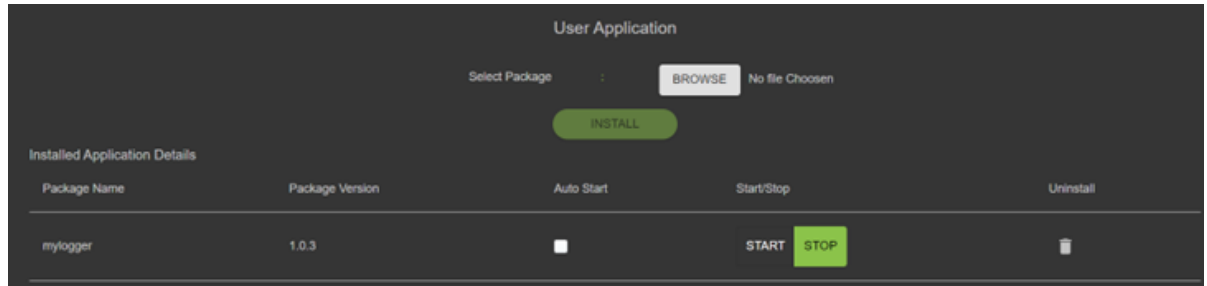 User Application
Select Package : BROWSE No file Choosen
INSTALL
Installed Application Details
Package Name Package Version Auto Start Start/Stop Uninstall
mylogger 1.0.3 START STOP